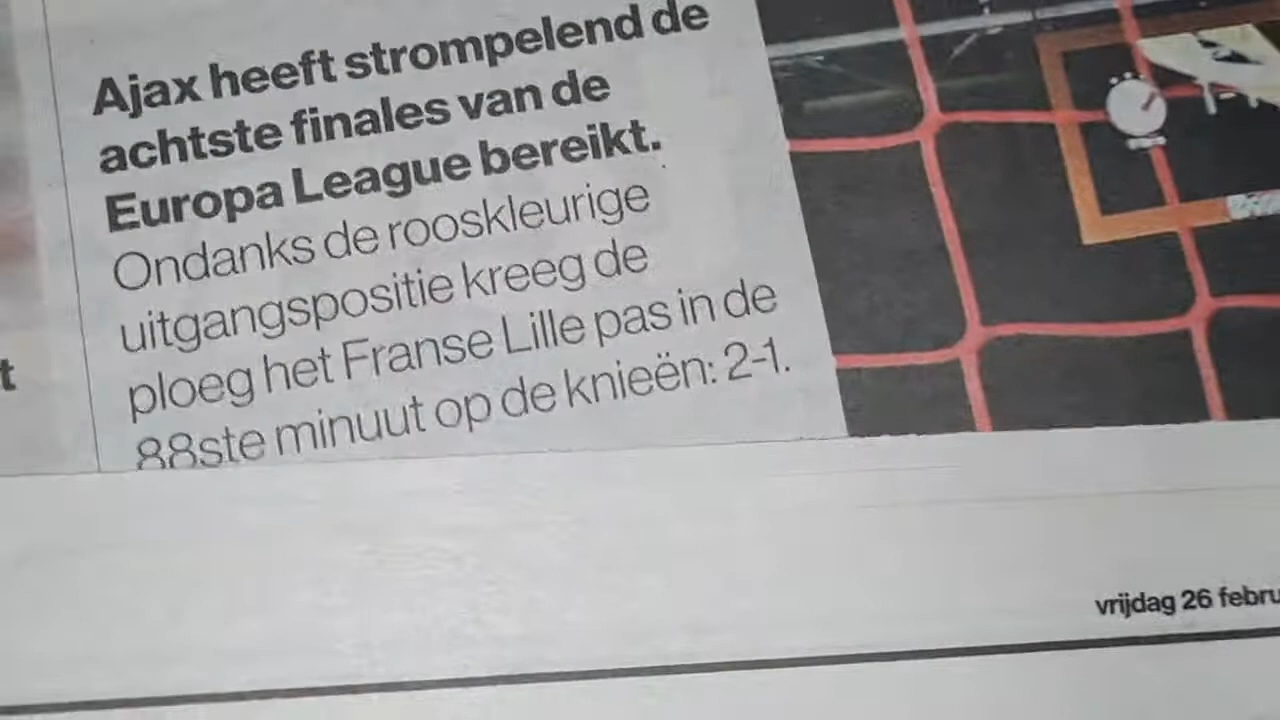 Ajax heeft strompelend de
achtste finales van de
Europa League bereikt.
Ondanks de rooskleurige
uitgangspositie kreeg de
ploeg het Franse Lille pas in de
88ste minuut op de knieën: 2-1.
t
vrijdag 26 febru